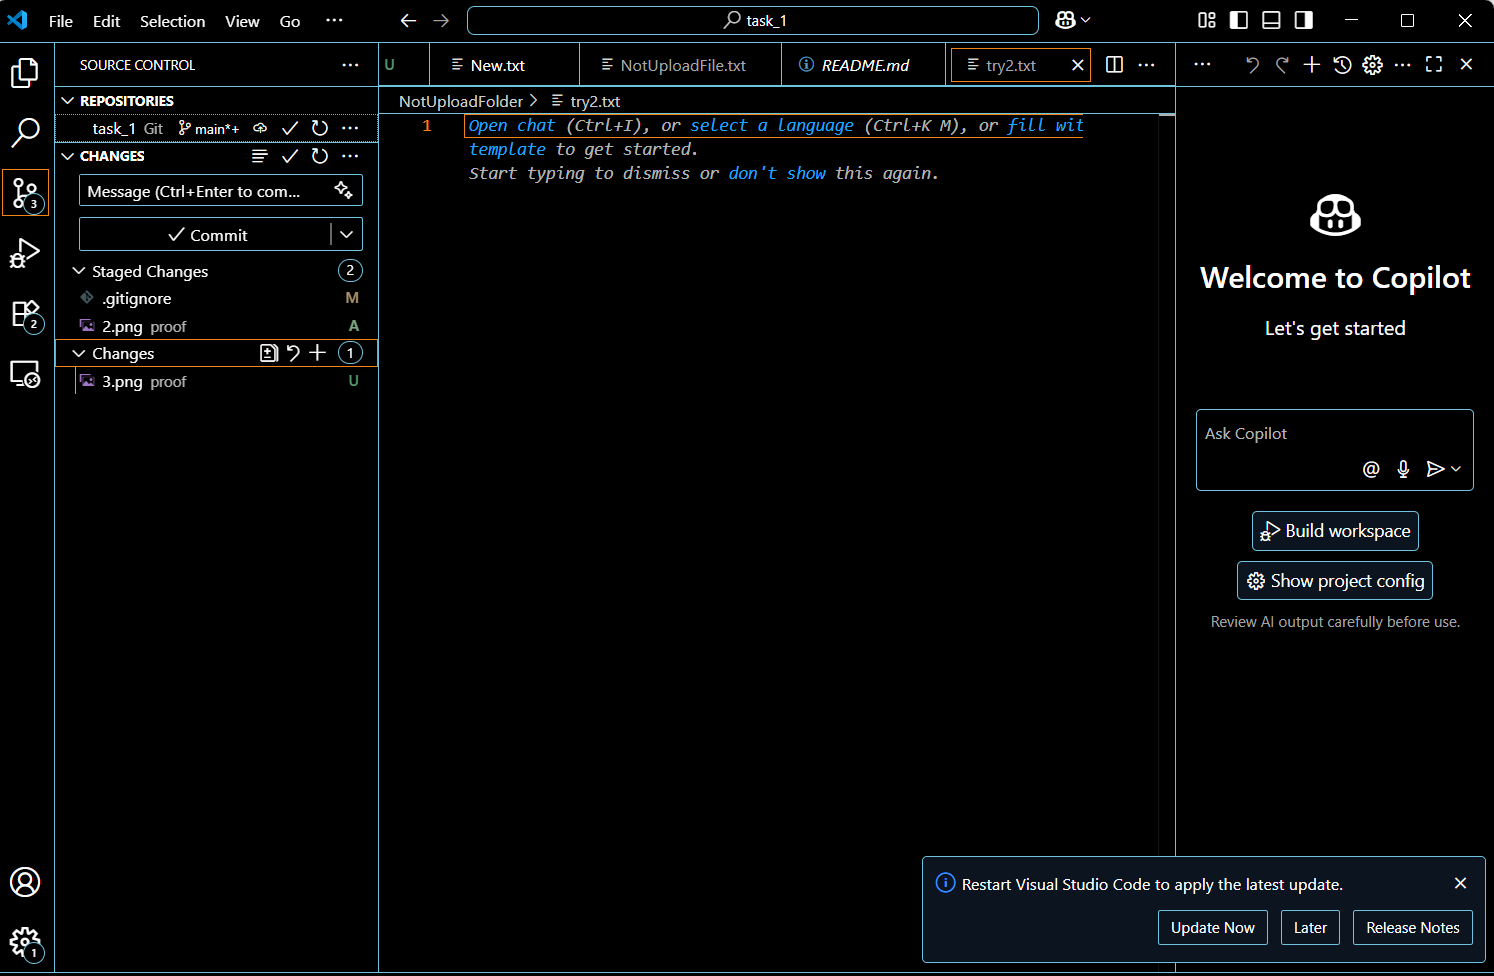 File Edit Selection View Go ···
task_1
SOURCE CONTROL ···
REPOSITORIES
task_1 Git main*+ ···
CHANGES ···
Message (Ctrl+Enter to com...
Commit
Staged Changes 2
.gitignore M
2.png proof A
Changes 1
3.png proof U
3
2
1
U New.txt NotUploadFile.txt README.md try2.txt ···
NotUploadFolder > try2.txt
1 Open chat (Ctrl+I), or select a language (Ctrl+K M), or fill wit
template to get started.
Start typing to dismiss or don't show this again.
Welcome to Copilot
Let's get started
Ask Copilot
@
Build workspace
Show project config
Review AI output carefully before use.
Restart Visual Studio Code to apply the latest update.
Update Now Later Release Notes